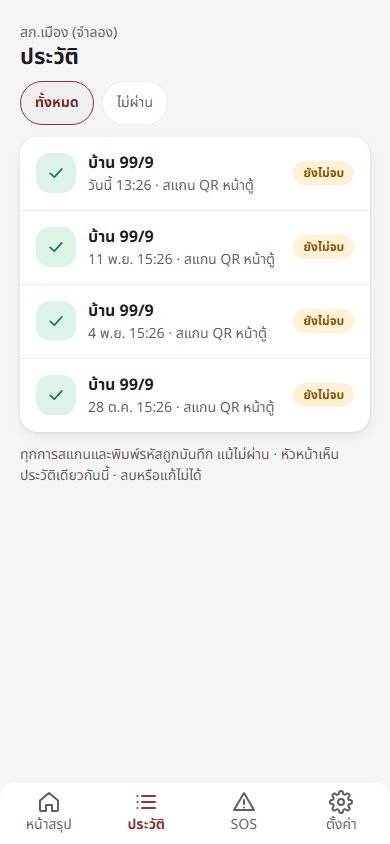 สภ.เมือง (จำลอง)
ประวัติ
ทั้งหมด
ไม่ผ่าน
บ้าน 99/9
วันนี้ 13:26 · สแกน QR หน้าตู้
ยังไม่จบ
บ้าน 99/9
11 พ.ย. 15:26 · สแกน QR หน้าตู้
ยังไม่จบ
บ้าน 99/9
4 พ.ย. 15:26 · สแกน QR หน้าตู้
ยังไม่จบ
บ้าน 99/9
28 ต.ค. 15:26 · สแกน QR หน้าตู้
ยังไม่จบ
ทุกการสแกนและพิมพ์รหัสถูกบันทึก แม้ไม่ผ่าน · หัวหน้าเห็น
ประวัติเดียวกันนี้ · ลบหรือแก้ไม่ได้
หน้าสรุป
ประวัติ
SOS
ตั้งค่า